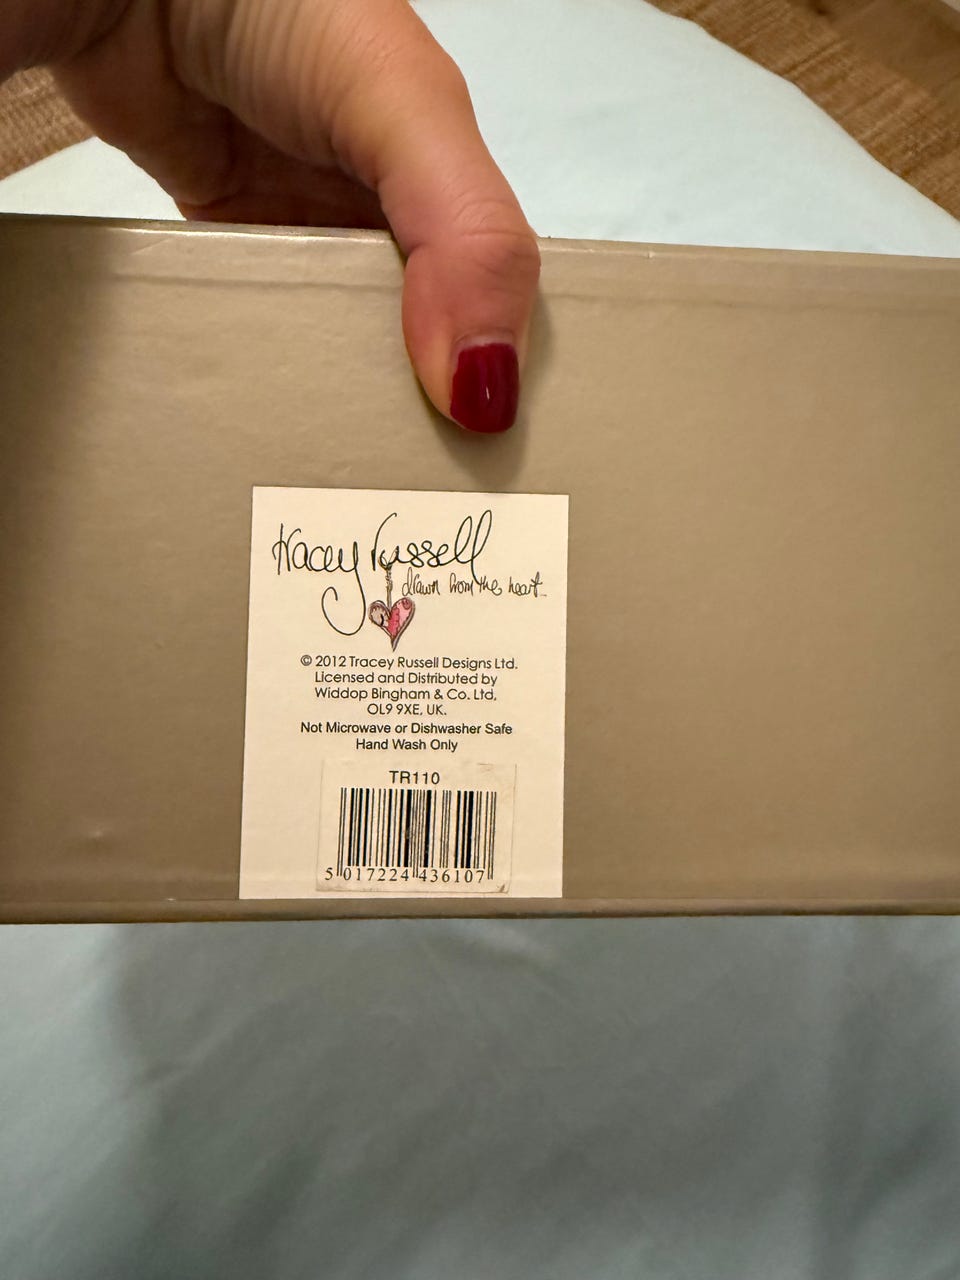 Tracey Russell
drawn from the heart...
© 2012 Tracey Russell Designs Ltd.
Licensed and Distributed by
Widdop Bingham & Co. Ltd,
OL9 9XE, UK.
Not Microwave or Dishwasher Safe
Hand Wash Only
TR110
5 017224 436107